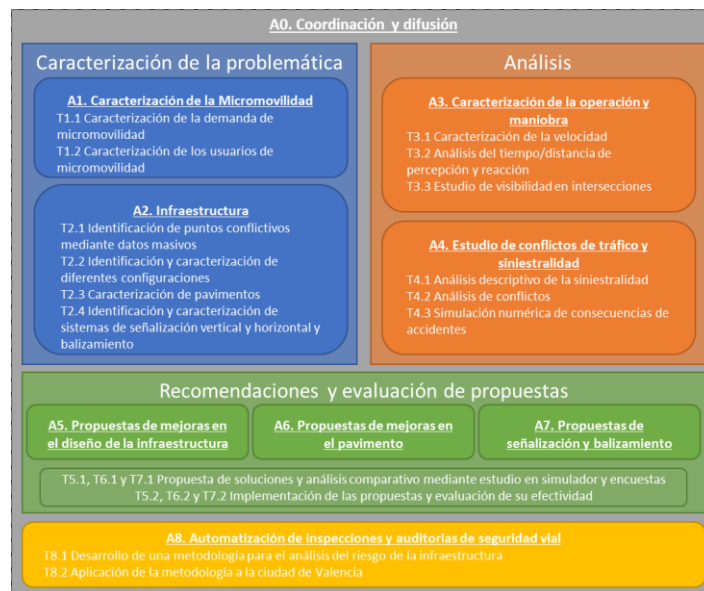 A0. Coordinación y difusión
Caracterización de la problemática
A1. Caracterización de la Micromovilidad
T1.1 Caracterización de la demanda de
micromovilidad
T1.2 Caracterización de los usuarios de
micromovilidad
A2. Infraestructura
T2.1 Identificación de puntos conflictivos
mediante datos masivos
T2.2 Identificación y caracterización de
diferentes configuraciones
T2.3 Caracterización de pavimentos
T2.4 Identificación y caracterización de
sistemas de señalización vertical y horizontal y
balizamiento
Análisis
A3. Caracterización de la operación y
maniobra
T3.1 Caracterización de la velocidad
T3.2 Análisis del tiempo/distancia de
percepción y reacción
T3.3 Estudio de visibilidad en intersecciones
A4. Estudio de conflictos de tráfico y
siniestralidad
T4.1 Análisis descriptivo de la siniestralidad
T4.2 Análisis de conflictos
T4.3 Simulación numérica de consecuencias de
accidentes
Recomendaciones y evaluación de propuestas
A5. Propuestas de mejoras en
el diseño de la infraestructura
A6. Propuestas de mejoras en
el pavimento
A7. Propuestas de
señalización y balizamiento
T5.1, T6.1 y T7.1 Propuesta de soluciones y análisis comparativo mediante estudio en simulador y encuestas
T5.2, T6.2 y T7.2 Implementación de las propuestas y evaluación de su efectividad
A8. Automatización de inspecciones y auditorias de seguridad vial
T8.1 Desarrollo de una metodología para el análisis del riesgo de la infraestructura
T8.2 Aplicación de la metodología a la ciudad de Valencia